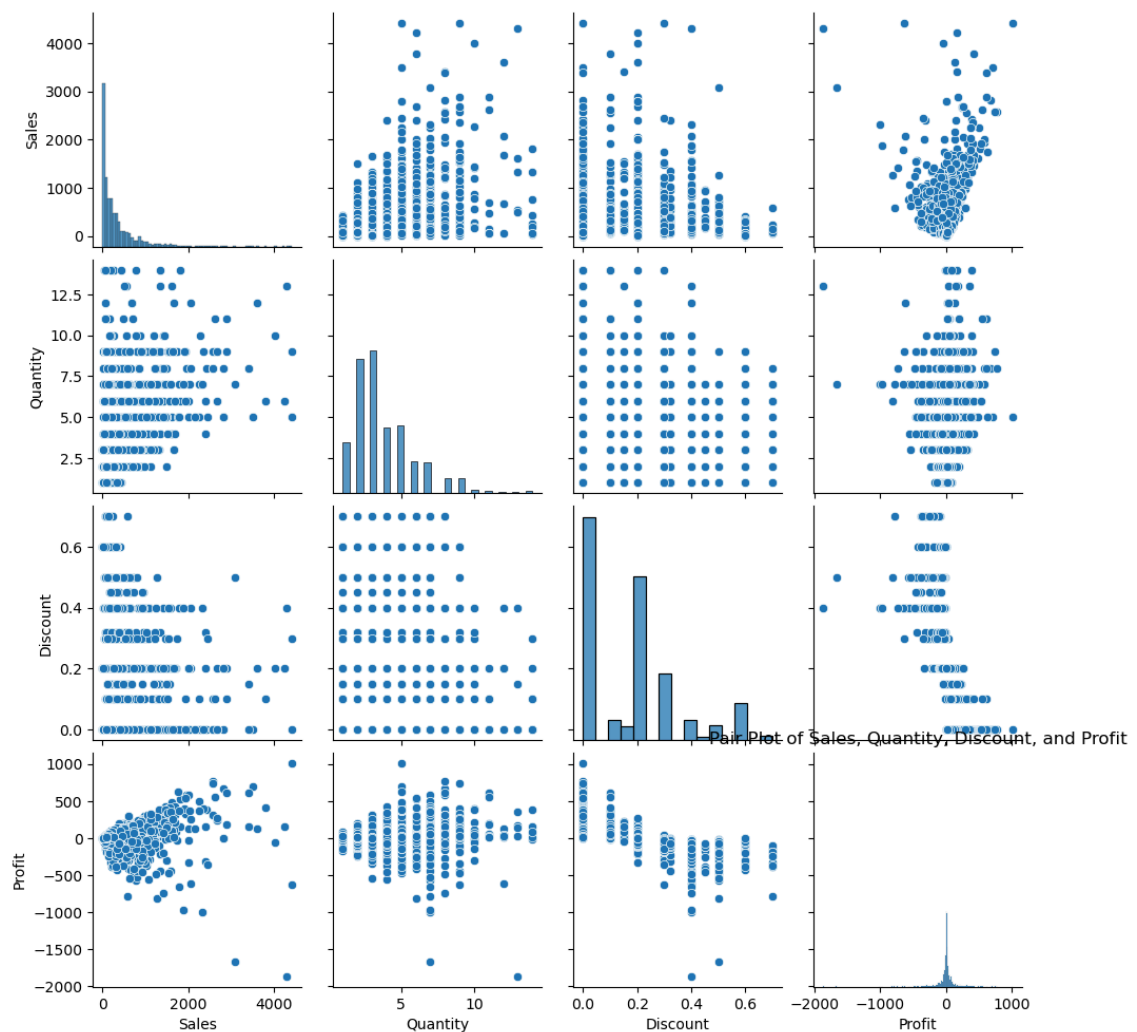 4000
3000
2000
1000
0
Sales
12.5
10.0
7.5
5.0
2.5
Quantity
0.6
0.4
0.2
0.0
Discount
Pair Plot of Sales, Quantity, Discount, and Profit
1000
500
0
−500
−1000
−1500
−2000
Profit
0 2000 4000
5 10
0.0 0.2 0.4 0.6
−2000 −1000 0 1000
Sales Quantity Discount Profit